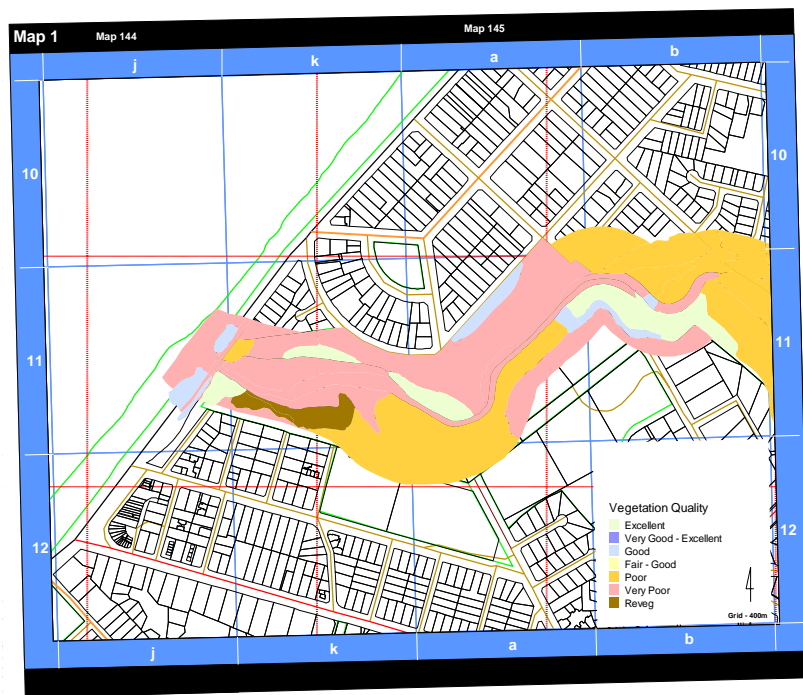 Map 1 Map 144 Map 145
j k a b
10 10
11 11
12 12
Vegetation Quality
Excellent
Very Good - Excellent
Good
Fair - Good
Poor
Very Poor
Reveg
Grid - 400m
j k a b